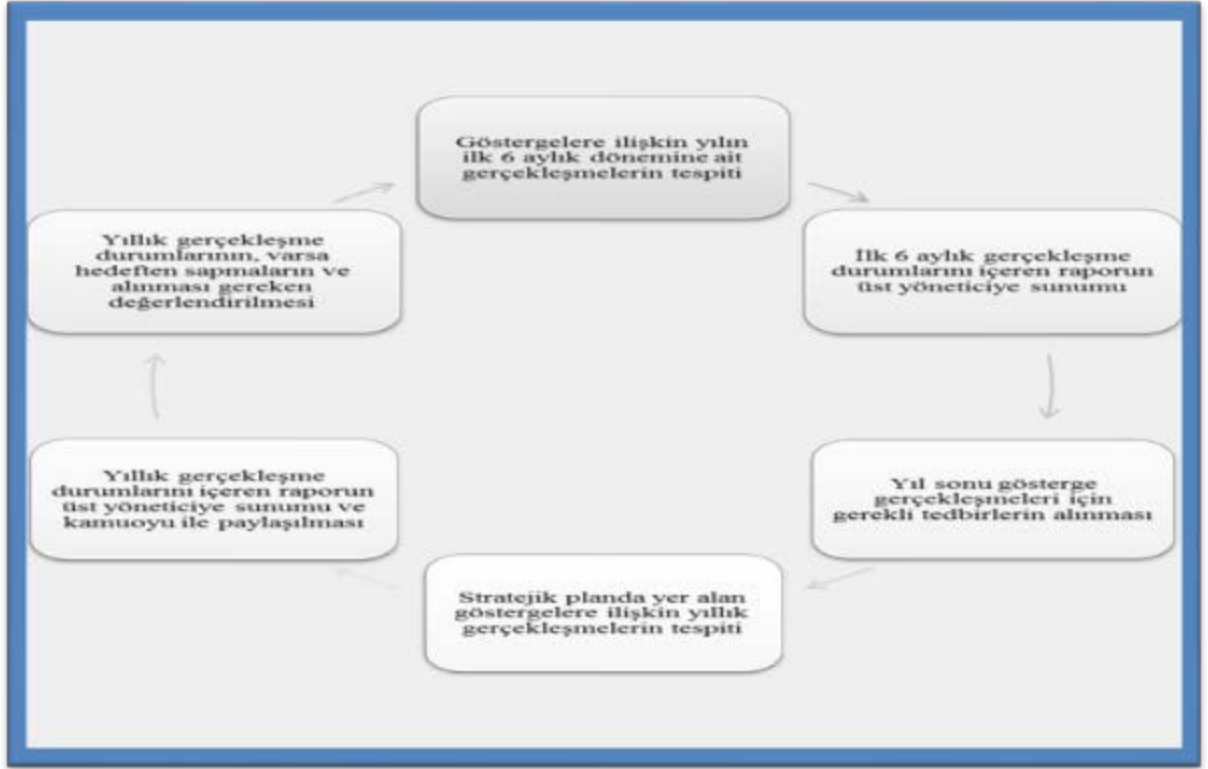 Göstergelere ilişkin yılın
ilk 6 aylık dönemine ait
gerçekleşmelerin tespiti
İlk 6 aylık gerçekleşme
durumlarını içeren raporun
üst yöneticiye sunumu
Yıl sonu gösterge
gerçekleşmeleri için
gerekli tedbirlerin alınması
Stratejik planda yer alan
göstergelere ilişkin yıllık
gerçekleşmelerin tespiti
Yıllık gerçekleşme
durumlarını içeren raporun
üst yöneticiye sunumu ve
kamuoyu ile paylaşılması
Yıllık gerçekleşme
durumlarının, varsa
hedeften sapmaların ve
alınması gereken
değerlendirilmesi